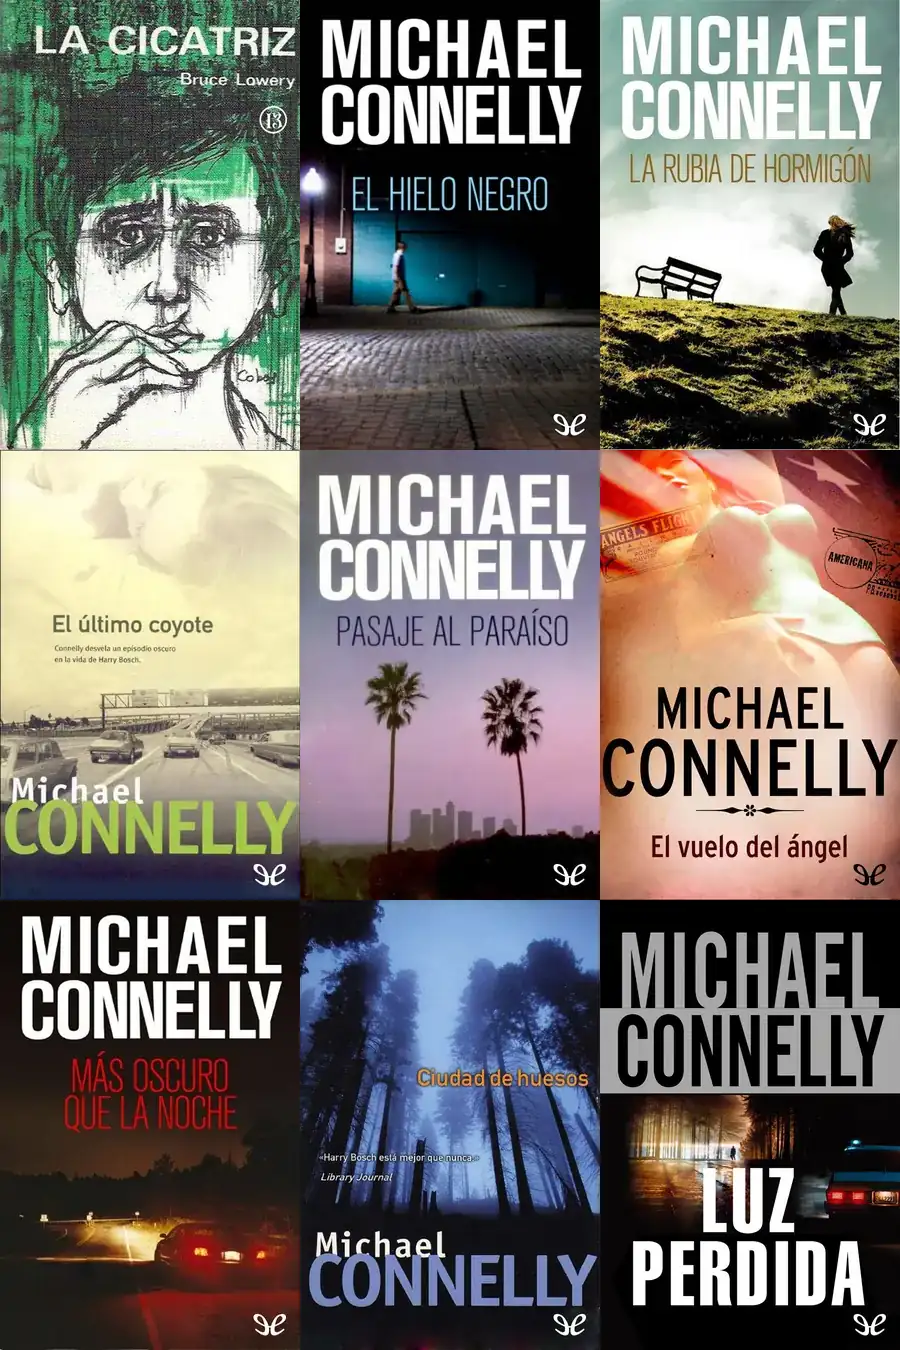 LA CICATRIZ
Bruce Lowery
13
Cobos
MICHAEL
CONNELLY
EL HIELO NEGRO
MICHAEL
CONNELLY
LA RUBIA DE HORMIGÓN
El último coyote
Connelly desvela un episodio oscuro
en la vida de Harry Bosch.
Michael
CONNELLY
MICHAEL
CONNELLY
PASAJE AL PARAÍSO
ANGELS FLIGHT
AMERICANA
MICHAEL
CONNELLY
El vuelo del ángel
MICHAEL
CONNELLY
MÁS OSCURO
QUE LA NOCHE
Ciudad de huesos
«Harry Bosch está mejor que nunca.»
Library Journal
Michael
CONNELLY
MICHAEL
CONNELLY
LUZ
PERDIDA